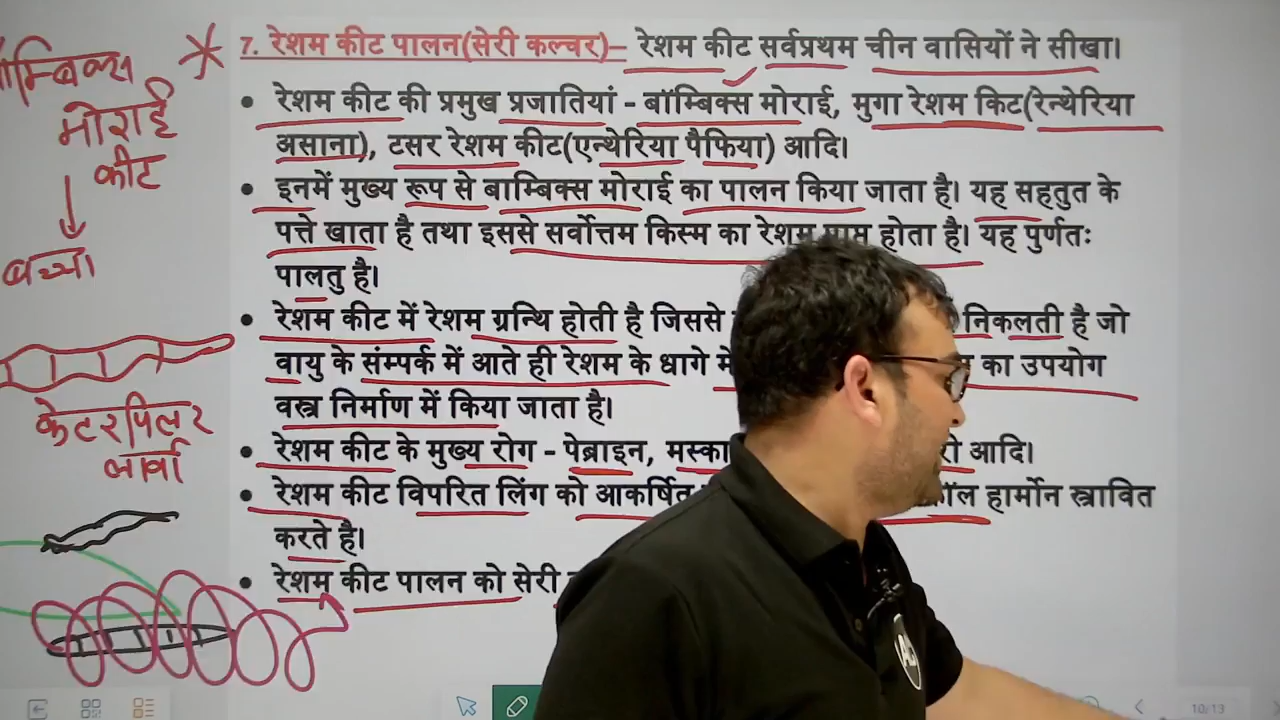 7. रेशम कीट पालन(सेरी कल्चर)– रेशम कीट सर्वप्रथम चीन वासियों ने सीखा।
• रेशम कीट की प्रमुख प्रजातियां - बॉम्बिक्स मोराई, मुगा रेशम किट(रेन्थेरिया
असाना), टसर रेशम कीट(एन्थेरिया पैफिया) आदि।
• इनमें मुख्य रूप से बाम्बिक्स मोराई का पालन किया जाता है। यह सहतुत के
पत्ते खाता है तथा इससे सर्वोत्तम किस्म का रेशम प्राप्त होता है। यह पुर्णतः
पालतु है।
• रेशम कीट में रेशम ग्रन्थि होती है जिससे निकलती है जो
वायु के संम्पर्क में आते ही रेशम के धागे का उपयोग
वस्त्र निर्माण में किया जाता है।
• रेशम कीट के मुख्य रोग - पेब्राइन, आदि।
• रेशम कीट विपरित लिंग को आकर्षित हार्मोन स्त्रावित
करते है।
• रेशम कीट पालन को सेरी
मोराई
कीट
बच्चा
केटरपिलर
लार्वा
10/13